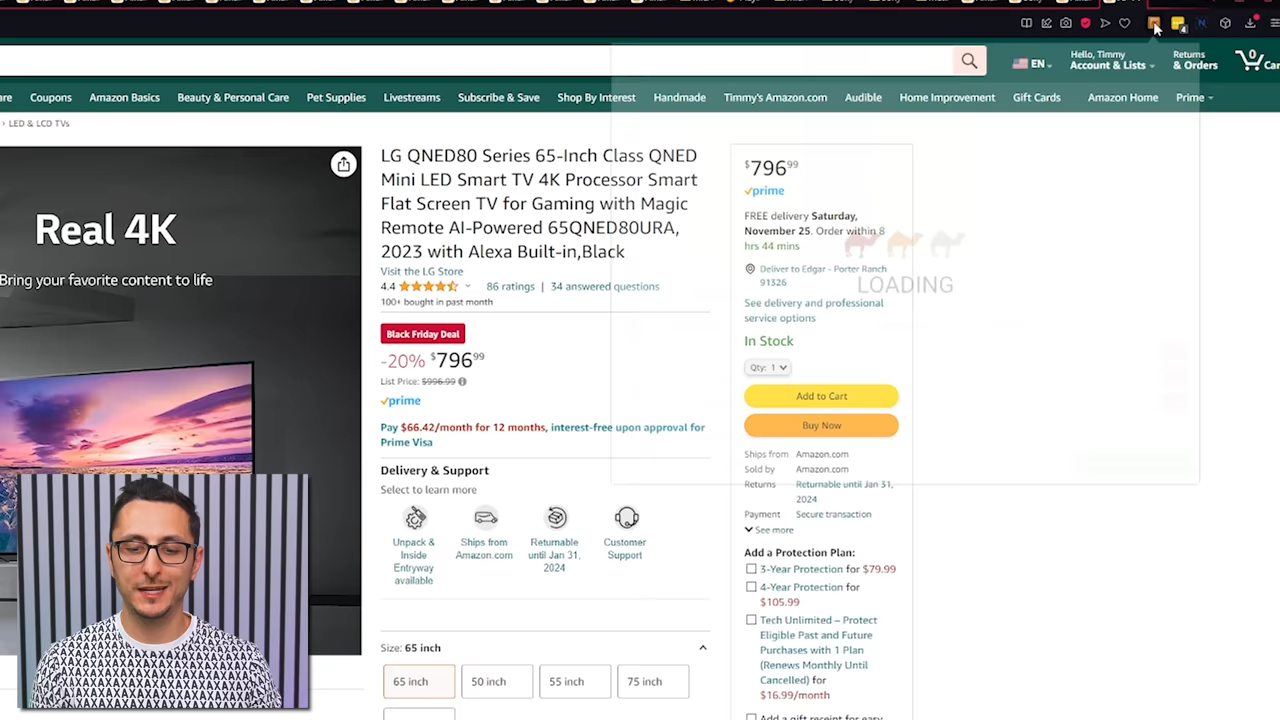 EN
Hello, Timmy
Account & Lists
Returns
& Orders
0
Coupons
Amazon Basics
Beauty & Personal Care
Pet Supplies
Livestreams
Subscribe & Save
Shop By Interest
Handmade
Timmy's Amazon.com
Audible
Home Improvement
Gift Cards
Amazon Home
Prime
› LED & LCD TVs
Real 4K
Bring your favorite content to life
LG QNED80 Series 65-Inch Class QNED
Mini LED Smart TV 4K Processor Smart
Flat Screen TV for Gaming with Magic
Remote AI-Powered 65QNED80URA,
2023 with Alexa Built-in,Black
Visit the LG Store
4.4
86 ratings | 34 answered questions
100+ bought in past month
Black Friday Deal
-20% $796⁹⁹
List Price: $996.99
prime
Pay $66.42/month for 12 months, interest-free upon approval for
Prime Visa
Delivery & Support
Select to learn more
Unpack &
Inside
Entryway
available
Ships from
Amazon.com
Returnable
until Jan 31,
2024
Customer
Support
Size: 65 inch
65 inch
50 inch
55 inch
75 inch
$796⁹⁹
prime
FREE delivery Saturday,
November 25. Order within 8
hrs 44 mins
Deliver to Edgar - Porter Ranch
91326
See delivery and professional
service options
In Stock
Qty: 1
Add to Cart
Buy Now
Ships from Amazon.com
Sold by Amazon.com
Returns Returnable until Jan 31,
2024
Payment Secure transaction
See more
Add a Protection Plan:
3-Year Protection for $79.99
4-Year Protection for
$105.99
Tech Unlimited – Protect
Eligible Past and Future
Purchases with 1 Plan
(Renews Monthly Until
Cancelled) for
$16.99/month
Add a gift receipt for easy
LOADING